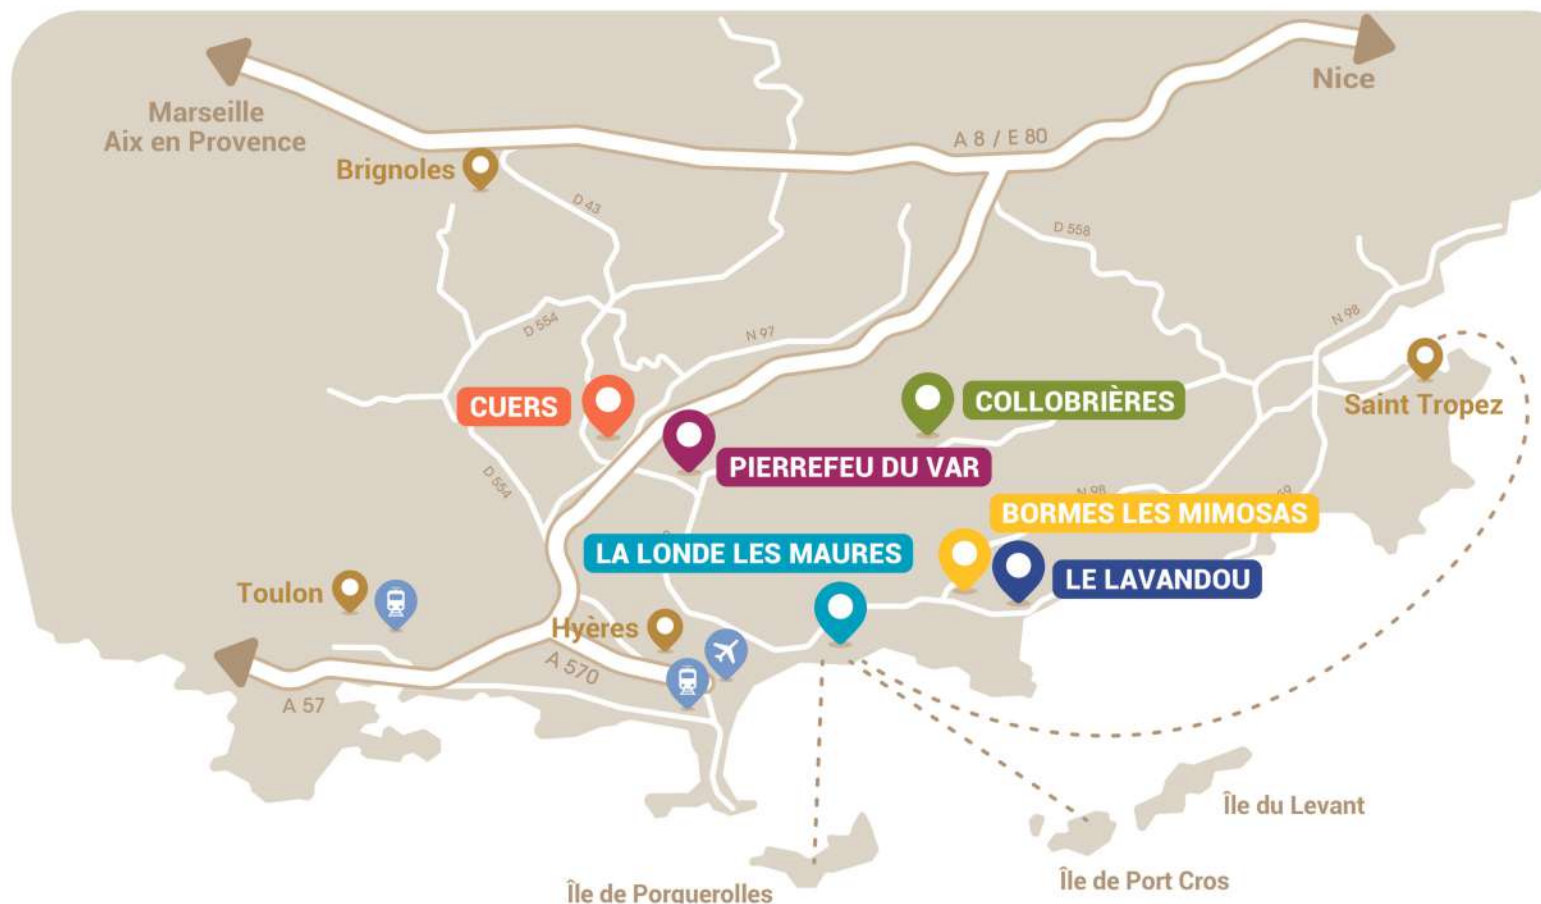 Nice
Marseille
Aix en Provence
A 8 / E 80
Brignoles
D 43
D 558
D 554
N 97
N 98
CUERS
COLLOBRIÈRES
Saint Tropez
PIERREFEU DU VAR
D 554
N 98
BORMES LES MIMOSAS
LA LONDE LES MAURES
LE LAVANDOU
Toulon
Hyères
A 570
A 57
Île du Levant
Île de Port Cros
Île de Porquerolles